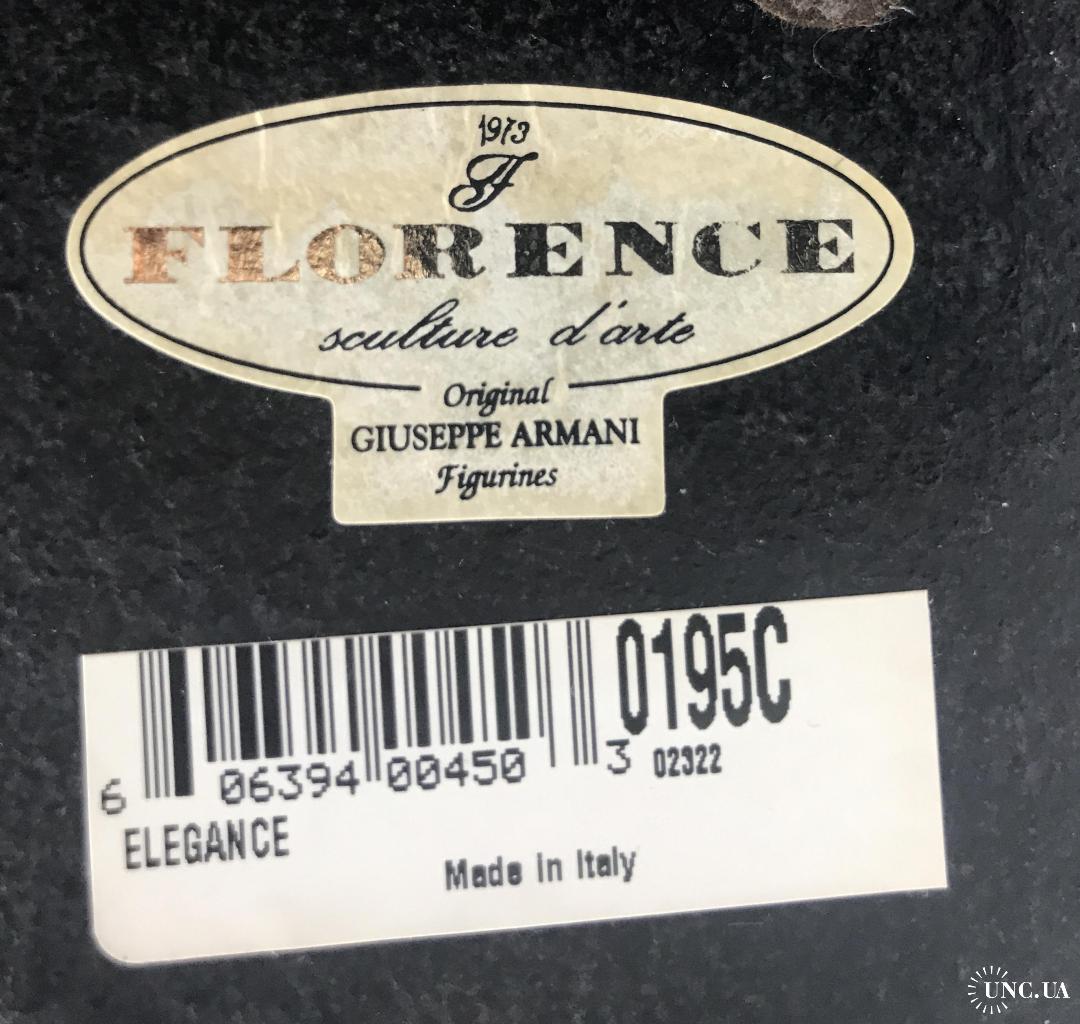 1973
F
FLORENCE
sculture d'arte
Original
GIUSEPPE ARMANI
Figurines
0195C
6 06394 00450 3 02322
ELEGANCE
Made in Italy
UNC.UA